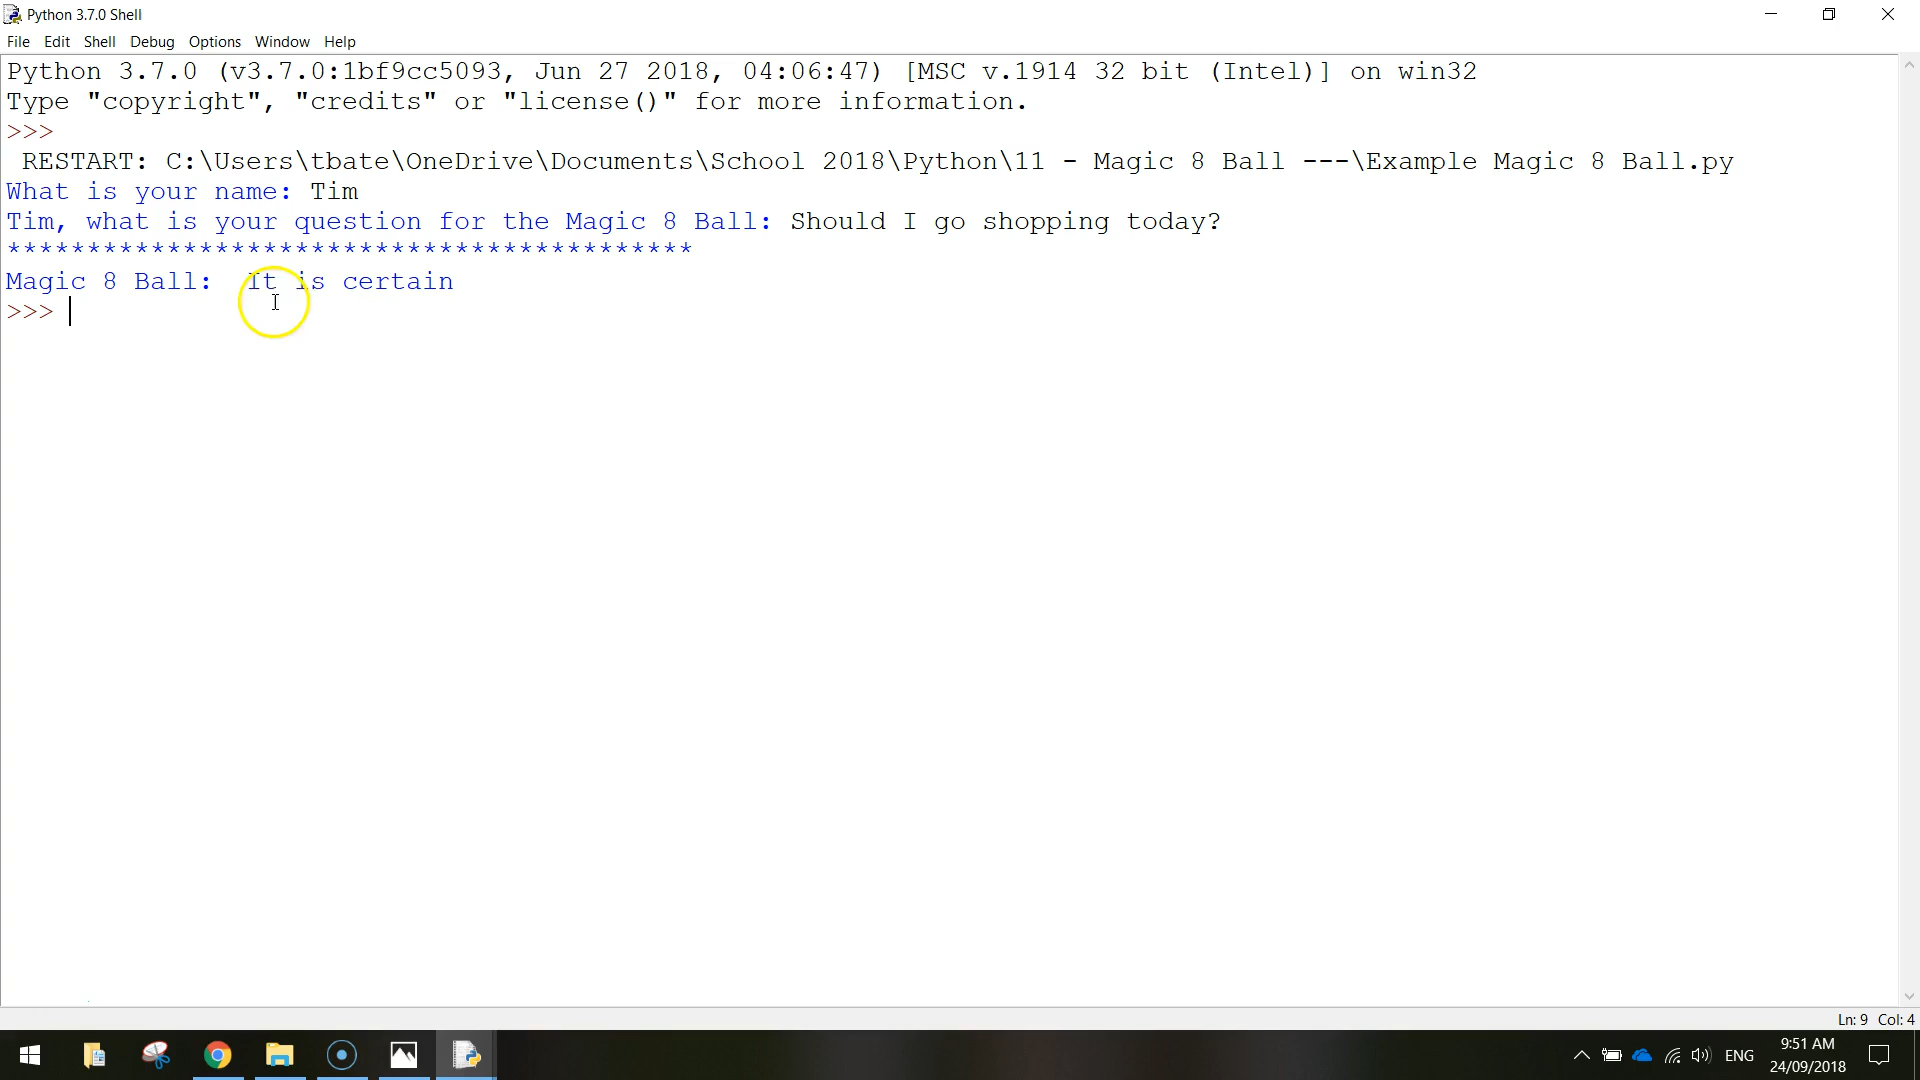 Python 3.7.0 Shell
File Edit Shell Debug Options Window Help
Python 3.7.0 (v3.7.0:1bf9cc5093, Jun 27 2018, 04:06:47) [MSC v.1914 32 bit (Intel)] on win32
Type "copyright", "credits" or "license()" for more information.
>>>
RESTART: C:\Users\tbate\OneDrive\Documents\School 2018\Python\11 - Magic 8 Ball ---\Example Magic 8 Ball.py
What is your name: Tim
Tim, what is your question for the Magic 8 Ball: Should I go shopping today?
*******************************************
Magic 8 Ball:  It is certain
>>>
Ln: 9 Col: 4
ENG
9:51 AM
24/09/2018